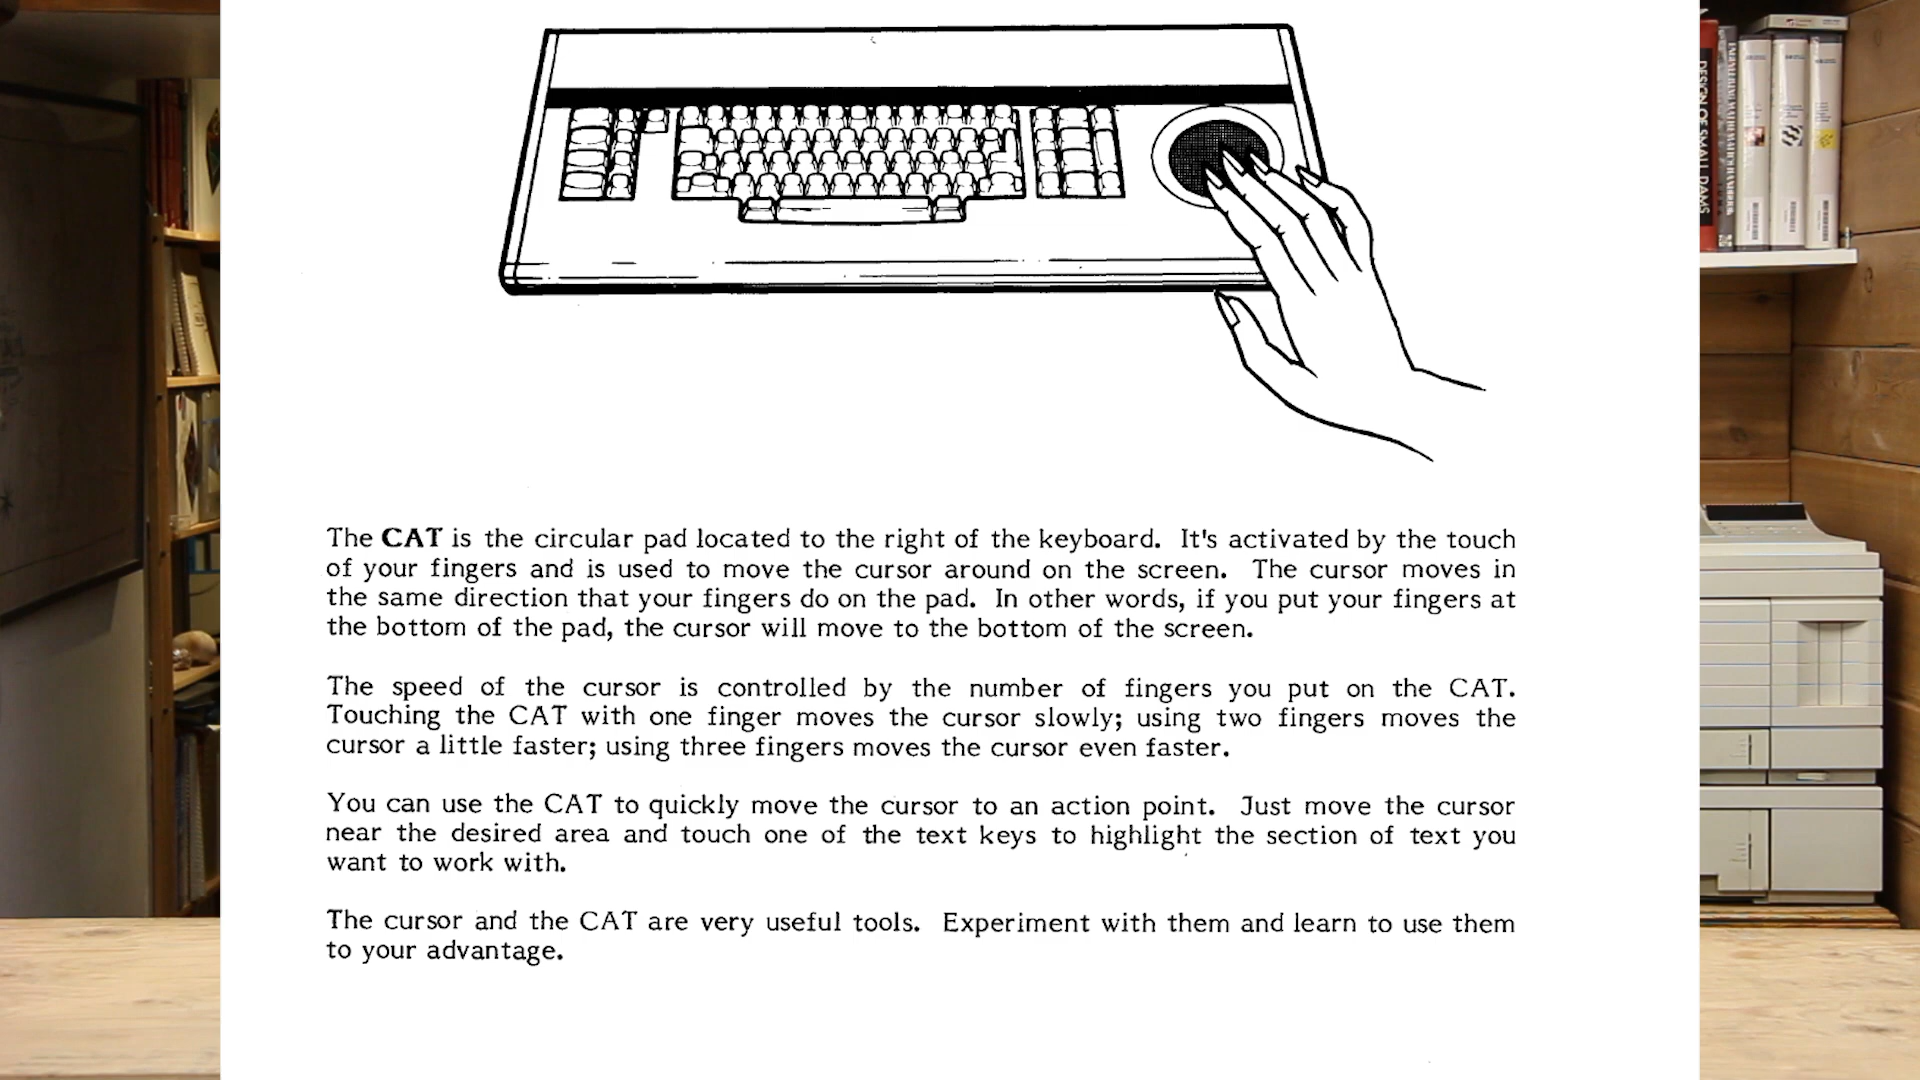 The CAT is the circular pad located to the right of the keyboard. It's activated by the touch
of your fingers and is used to move the cursor around on the screen. The cursor moves in
the same direction that your fingers do on the pad. In other words, if you put your fingers at
the bottom of the pad, the cursor will move to the bottom of the screen.
The speed of the cursor is controlled by the number of fingers you put on the CAT.
Touching the CAT with one finger moves the cursor slowly; using two fingers moves the
cursor a little faster; using three fingers moves the cursor even faster.
You can use the CAT to quickly move the cursor to an action point. Just move the cursor
near the desired area and touch one of the text keys to highlight the section of text you
want to work with.
The cursor and the CAT are very useful tools. Experiment with them and learn to use them
to your advantage.
DESIGN OF SMALL DAMS